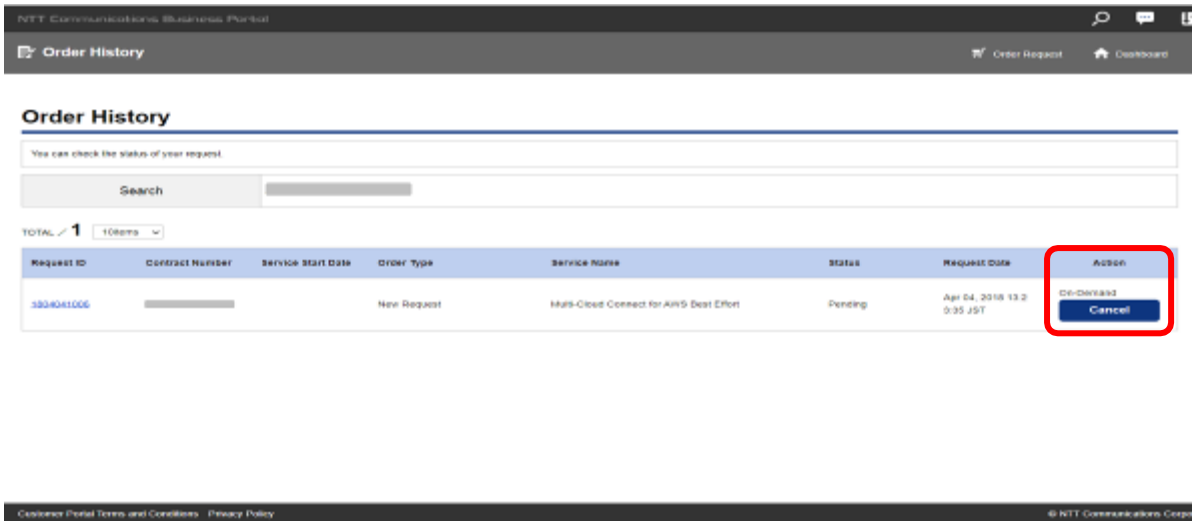 NTT Communications Business Portal
Order History
Order Request
Dashboard
Order History
You can check the status of your request.
Search
TOTAL / 1 10items
Request ID Contract Number Service Start Date Order Type Service Name Status Request Date Action
New Request Multi-Cloud Connect for AWS Best Effort Pending Apr 04, 2018 13:2 On-Demand
JST Cancel
Customer Portal Terms and Conditions Privacy Policy
© NTT Communications